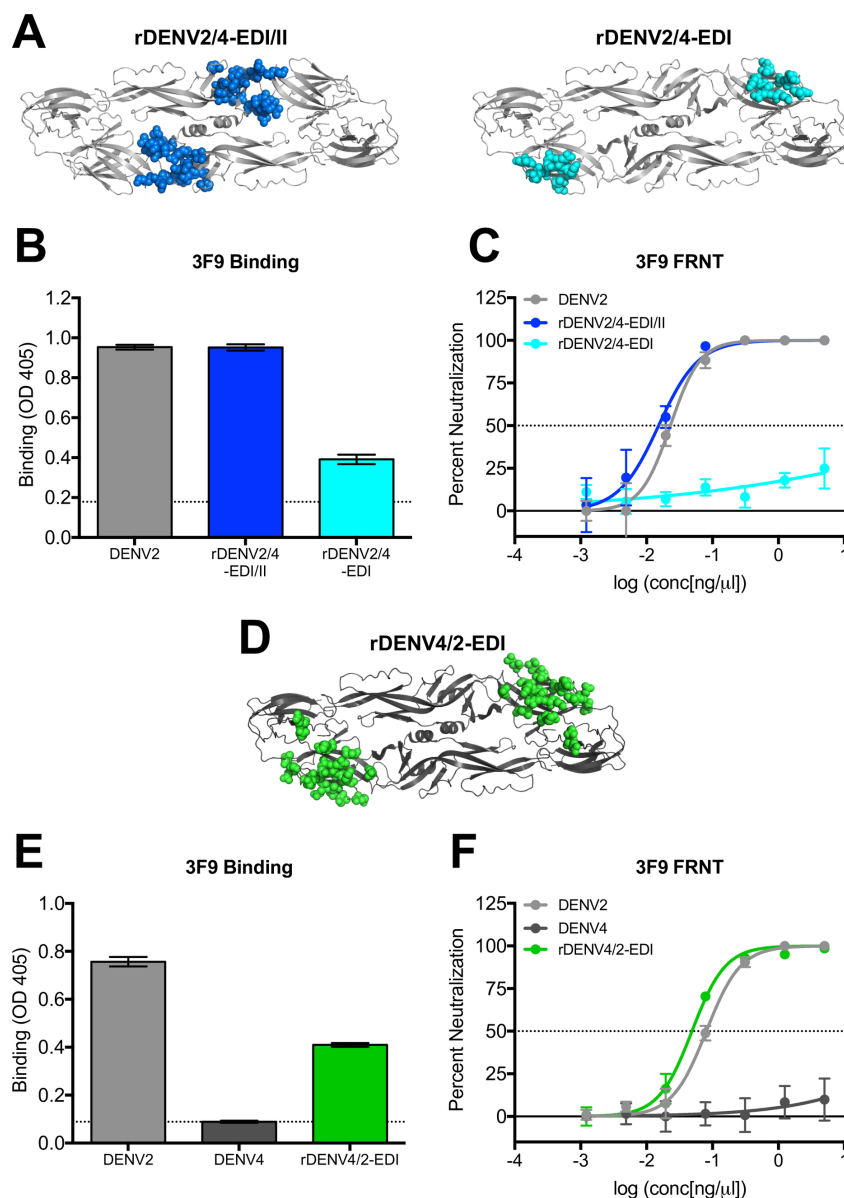 A
rDENV2/4-EDI/II
rDENV2/4-EDI
B
3F9 Binding
Binding (OD 405)
1.2
1.0
0.8
0.6
0.4
0.2
0.0
DENV2
rDENV2/4
-EDI/II
rDENV2/4
-EDI
C
3F9 FRNT
DENV2
rDENV2/4-EDI/II
rDENV2/4-EDI
Percent Neutralization
125
100
75
50
25
0
-4
-3
-2
-1
0
1
log (conc[ng/µl])
D
rDENV4/2-EDI
E
3F9 Binding
Binding (OD 405)
1.0
0.8
0.6
0.4
0.2
0.0
DENV2
DENV4
rDENV4/2-EDI
F
3F9 FRNT
DENV2
DENV4
rDENV4/2-EDI
Percent Neutralization
125
100
75
50
25
0
-4
-3
-2
-1
0
1
log (conc[ng/µl])